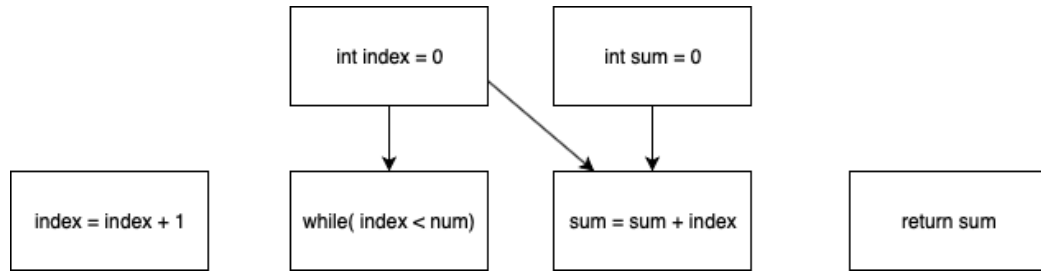 int index = 0
int sum = 0
index = index + 1
while( index < num)
sum = sum + index
return sum